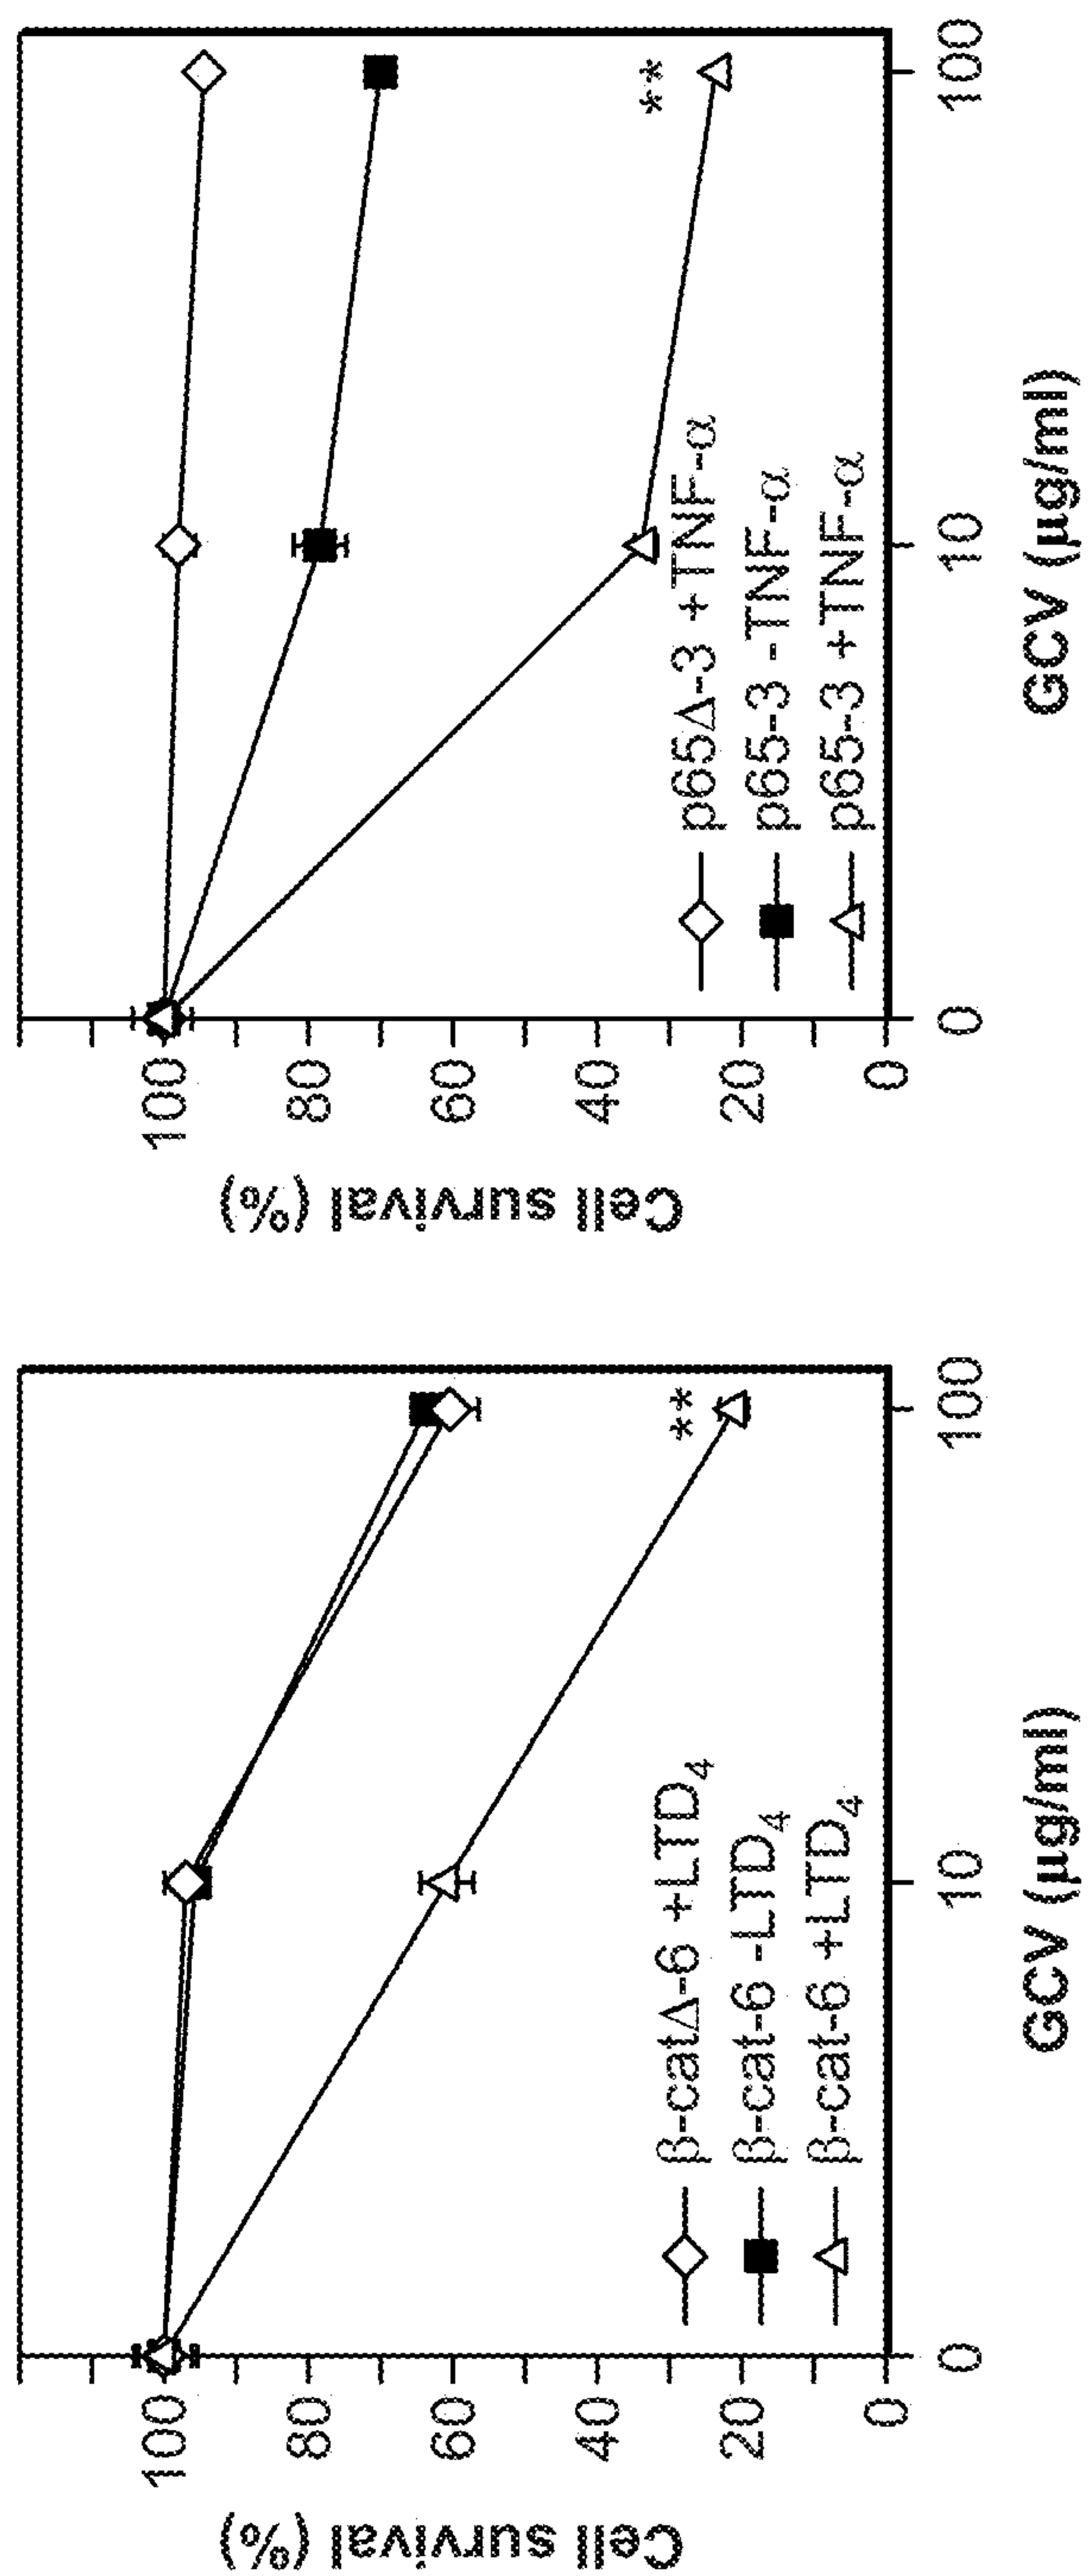 Cell survival (%)
100
80
60
40
20
0
β-catΔ-6 +LTD4
β-cat-6 -LTD4
β-cat-6 +LTD4
**
0
10
100
GCV (µg/ml)
Cell survival (%)
100
80
60
40
20
0
p65Δ-3 +TNF-α
p65-3 -TNF-α
p65-3 +TNF-α
**
0
10
100
GCV (µg/ml)